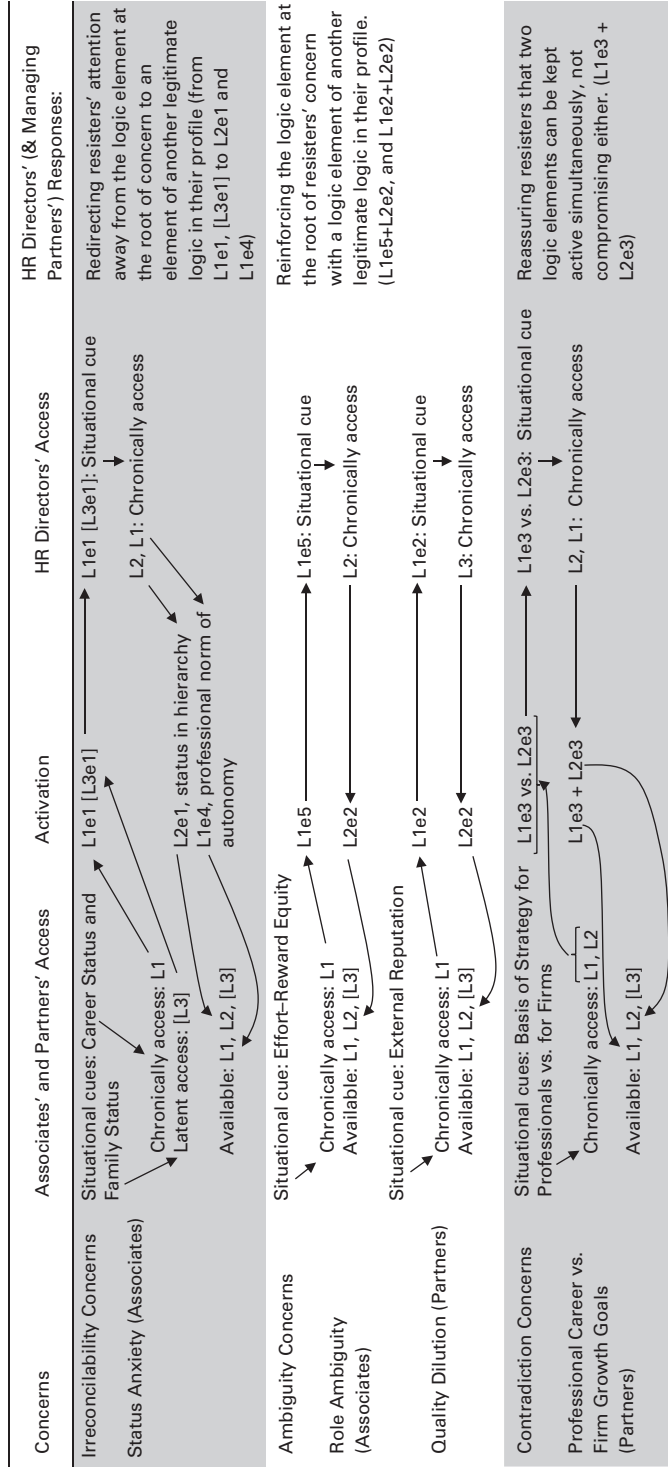 Concerns
Associates' and Partners' Access
Activation
HR Directors' Access
HR Directors' (& Managing
Partners') Responses:
Irreconcilability Concerns
Status Anxiety (Associates)
Situational cues: Career Status and
Family Status
Chronically access: L1
Latent access: [L3]
Available: L1, L2, [L3]
L1e1 [L3e1]
L2e1, status in hierarchy
L1e4, professional norm of
autonomy
L1e1 [L3e1]: Situational cue
L2, L1: Chronically access
Redirecting resisters' attention
away from the logic element at
the root of concern to an
element of another legitimate
logic in their profile (from
L1e1, [L3e1] to L2e1 and
L1e4)
Ambiguity Concerns
Role Ambiguity
(Associates)
Situational cue: Effort–Reward Equity
Chronically access: L1
Available: L1, L2, [L3]
L1e5
L2e2
L1e5: Situational cue
L2: Chronically access
Reinforcing the logic element at
the root of resisters' concern
with a logic element of another
legitimate logic in their profile.
(L1e5+L2e2, and L1e2+L2e2)
Quality Dilution (Partners)
Situational cue: External Reputation
Chronically access: L1
Available: L1, L2, [L3]
L1e2
L2e2
L1e2: Situational cue
L3: Chronically access
Contradiction Concerns
Professional Career vs.
Firm Growth Goals
(Partners)
Situational cues: Basis of Strategy for
Professionals vs. for Firms
Chronically access: L1, L2
Available: L1, L2, [L3]
L1e3 vs. L2e3
L1e3 + L2e3
L1e3 vs. L2e3: Situational cue
L2, L1: Chronically access
Reassuring resisters that two
logic elements can be kept
active simultaneously, not
compromising either. (L1e3 +
L2e3)